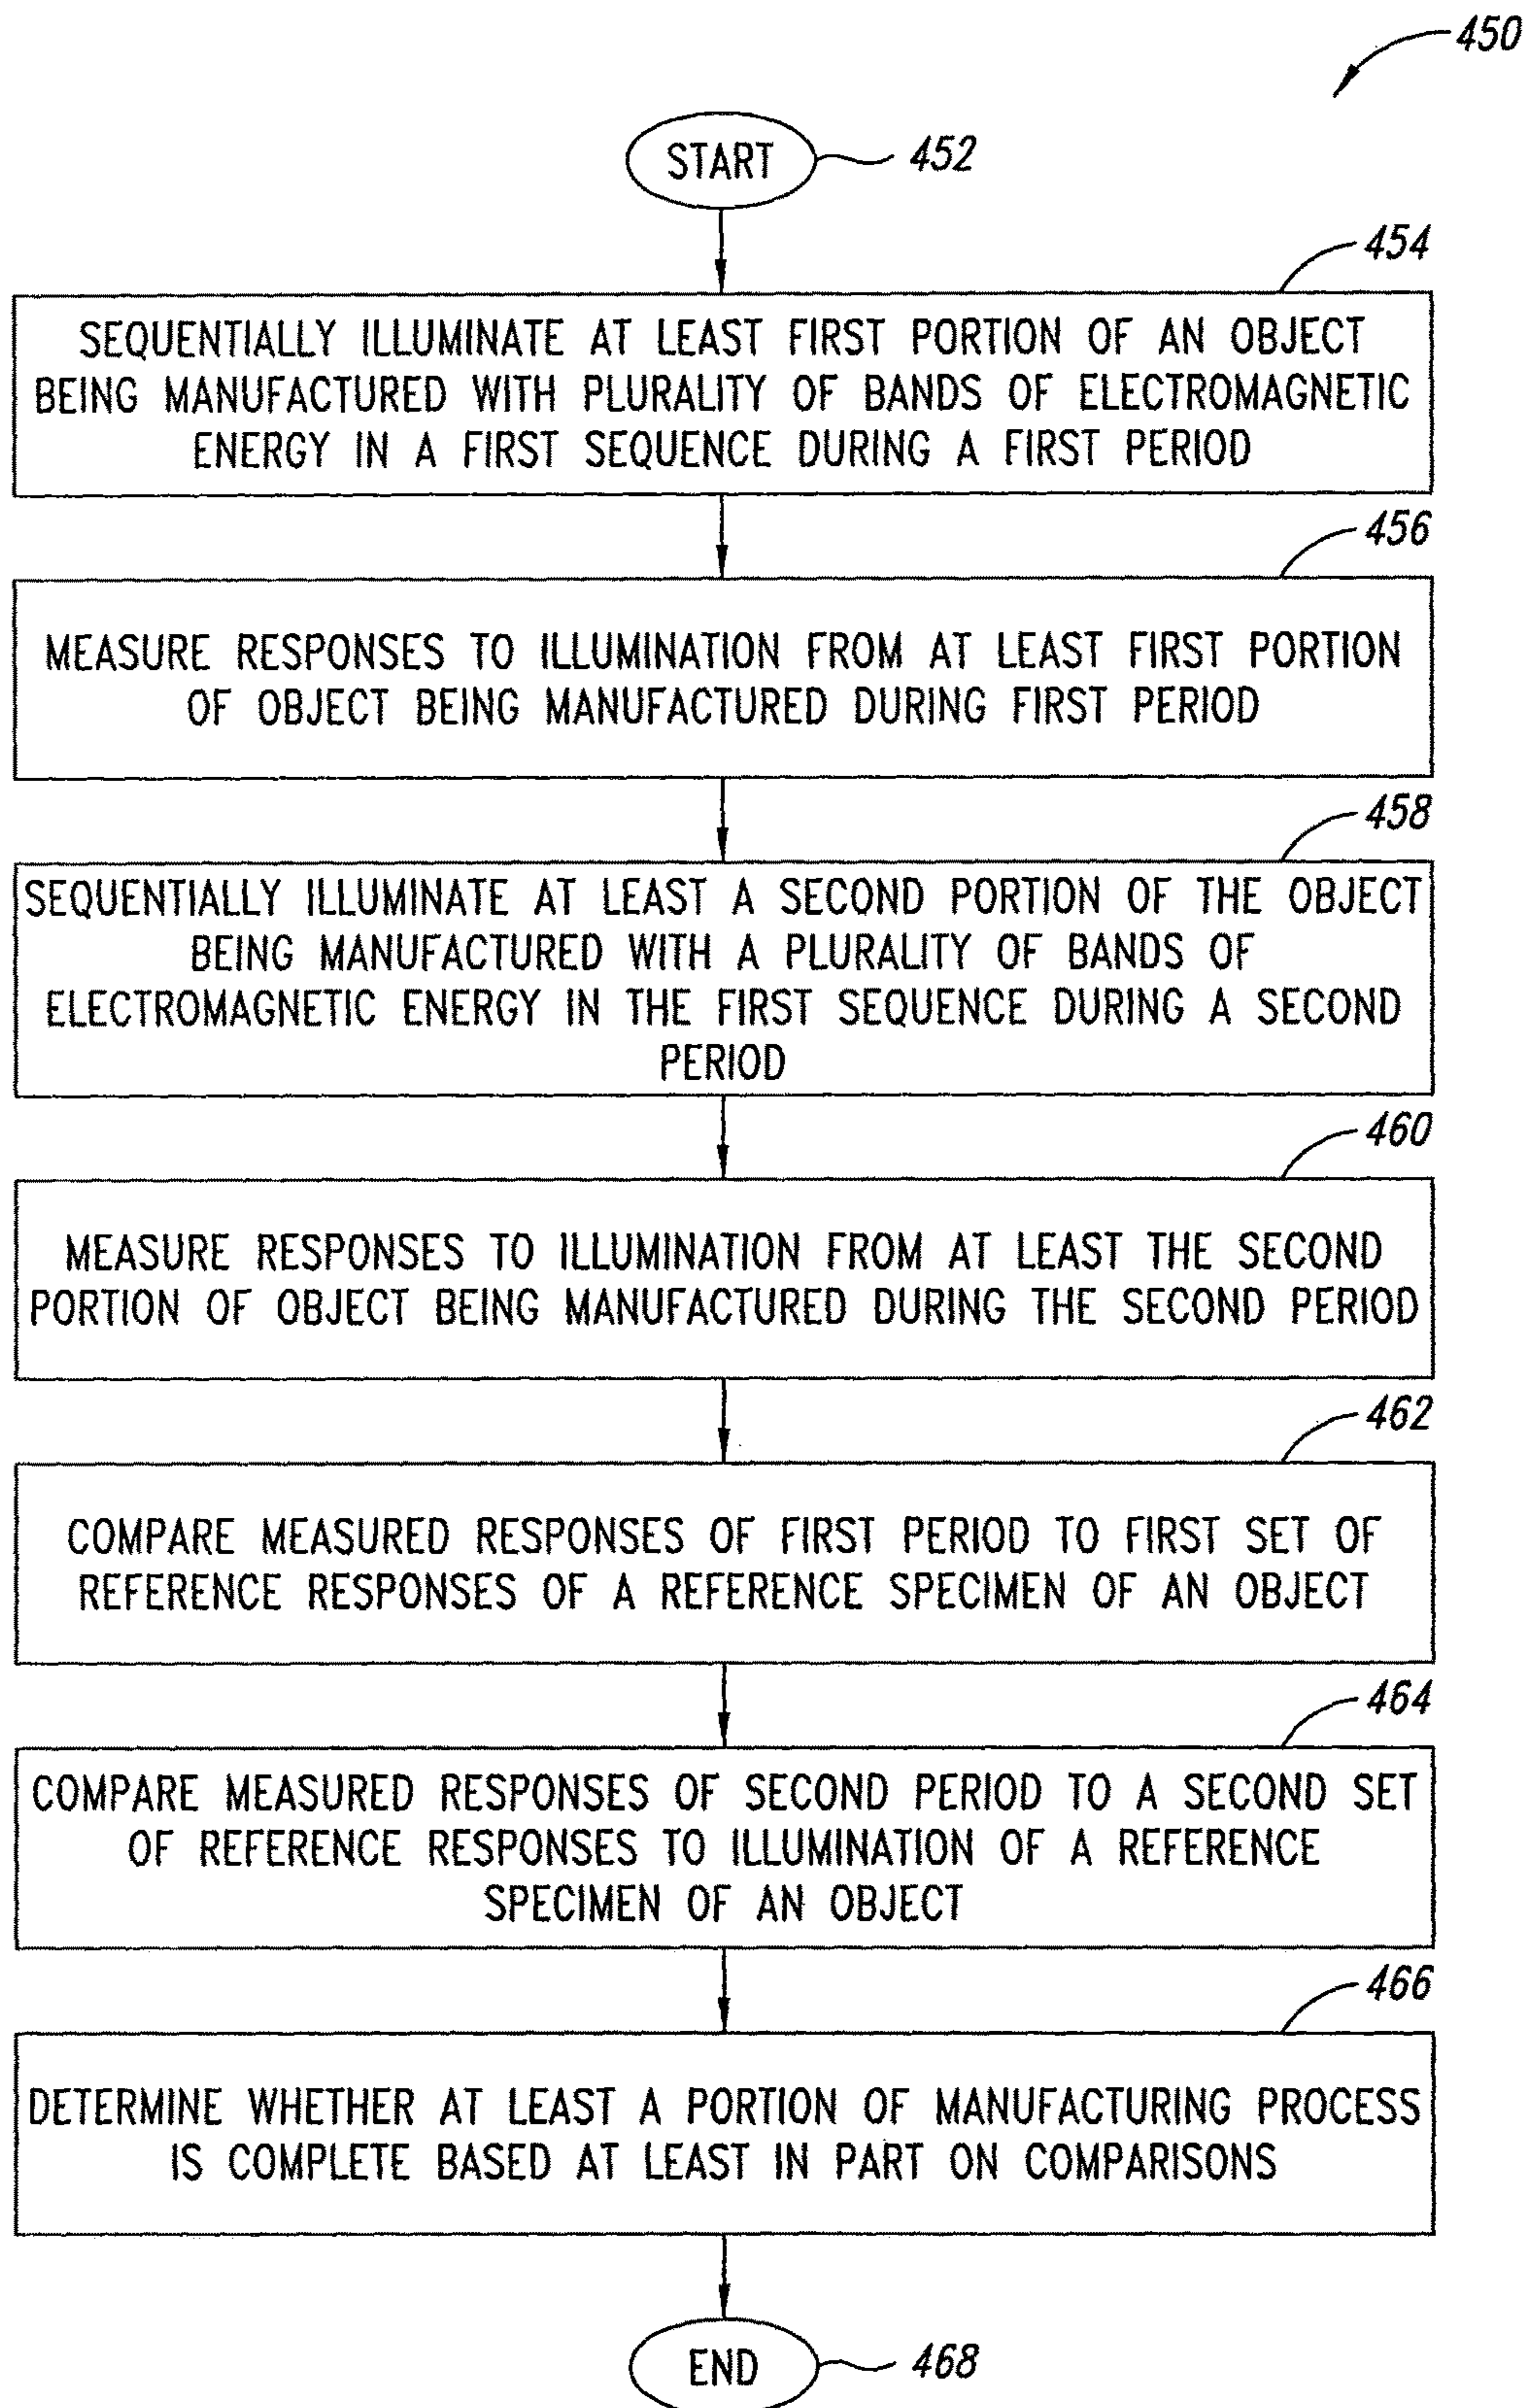 450
START
452
454
SEQUENTIALLY ILLUMINATE AT LEAST FIRST PORTION OF AN OBJECT
BEING MANUFACTURED WITH PLURALITY OF BANDS OF ELECTROMAGNETIC
ENERGY IN A FIRST SEQUENCE DURING A FIRST PERIOD
456
MEASURE RESPONSES TO ILLUMINATION FROM AT LEAST FIRST PORTION
OF OBJECT BEING MANUFACTURED DURING FIRST PERIOD
458
SEQUENTIALLY ILLUMINATE AT LEAST A SECOND PORTION OF THE OBJECT
BEING MANUFACTURED WITH A PLURALITY OF BANDS OF
ELECTROMAGNETIC ENERGY IN THE FIRST SEQUENCE DURING A SECOND
PERIOD
460
MEASURE RESPONSES TO ILLUMINATION FROM AT LEAST THE SECOND
PORTION OF OBJECT BEING MANUFACTURED DURING THE SECOND PERIOD
462
COMPARE MEASURED RESPONSES OF FIRST PERIOD TO FIRST SET OF
REFERENCE RESPONSES OF A REFERENCE SPECIMEN OF AN OBJECT
464
COMPARE MEASURED RESPONSES OF SECOND PERIOD TO A SECOND SET
OF REFERENCE RESPONSES TO ILLUMINATION OF A REFERENCE
SPECIMEN OF AN OBJECT
466
DETERMINE WHETHER AT LEAST A PORTION OF MANUFACTURING PROCESS
IS COMPLETE BASED AT LEAST IN PART ON COMPARISONS
END
468